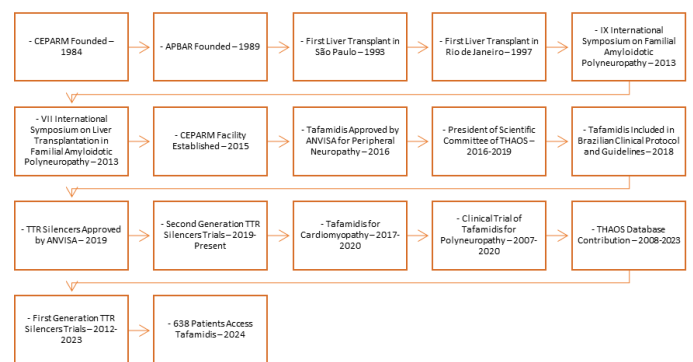 - CEPARM Founded –
1984
- APBAR Founded – 1989
- First Liver Transplant in
São Paulo – 1993
- First Liver Transplant in
Rio de Janeiro – 1997
- IX International
Symposium on Familial
Amyloidotic
Polyneuropathy – 2013
- VII International
Symposium on Liver
Transplantation in
Familial Amyloidotic
Polyneuropathy – 2013
- CEPARM Facility
Established – 2015
- Tafamidis Approved by
ANVISA for Peripheral
Neuropathy – 2016
- President of Scientific
Committee of THAOS –
2016-2019
- Tafamidis Included in
Brazilian Clinical Protocol
and Guidelines – 2018
- TTR Silencers Approved
by ANVISA – 2019
- Second Generation TTR
Silencers Trials – 2019-
Present
- Tafamidis for
Cardiomyopathy – 2017-
2020
- Clinical Trial of
Tafamidis for
Polyneuropathy – 2007-
2020
- THAOS Database
Contribution – 2008-2023
- First Generation TTR
Silencers Trials – 2012-
2023
- 638 Patients Access
Tafamidis – 2024